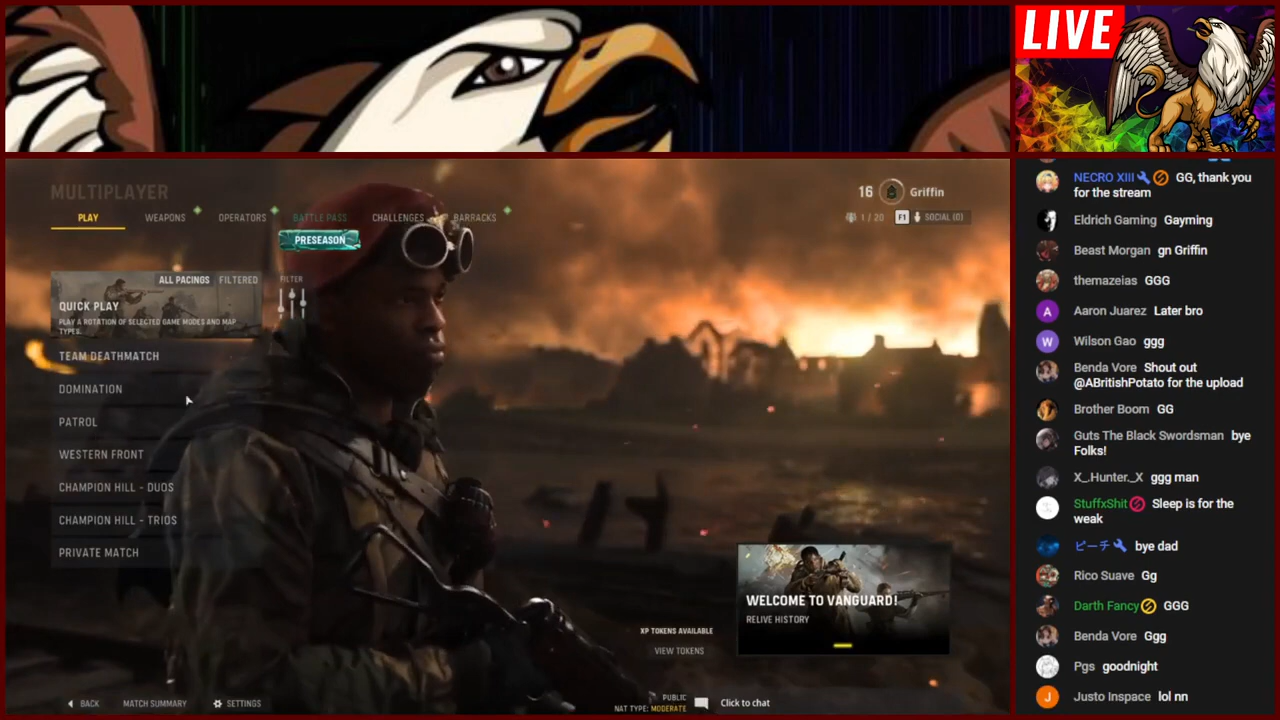 LIVE
MULTIPLAYER
16 Griffin
PLAY WEAPONS OPERATORS BATTLE PASS CHALLENGES BARRACKS
1 / 20 F1 SOCIAL (0)
PRESEASON
ALL PACINGS FILTERED FILTER
QUICK PLAY
PLAY A ROTATION OF SELECTED GAME MODES AND MAP
TYPES.
TEAM DEATHMATCH
DOMINATION
PATROL
WESTERN FRONT
CHAMPION HILL - DUOS
CHAMPION HILL - TRIOS
PRIVATE MATCH
WELCOME TO VANGUARD!
RELIVE HISTORY
XP TOKENS AVAILABLE
VIEW TOKENS
BACK MATCH SUMMARY SETTINGS
PUBLIC
NAT TYPE: MODERATE
Click to chat
NECRO XIII GG, thank you
for the stream
Eldrich Gaming Gayming
Beast Morgan gn Griffin
themazeias GGG
A Aaron Juarez Later bro
W Wilson Gao ggg
Benda Vore Shout out
@ABritishPotato for the upload
Brother Boom GG
Guts The Black Swordsman bye
Folks!
X_.Hunter._X ggg man
StuffxShit Sleep is for the
weak
ピーチ bye dad
Rico Suave Gg
Darth Fancy GGG
Benda Vore Ggg
Pgs goodnight
J Justo Inspace lol nn